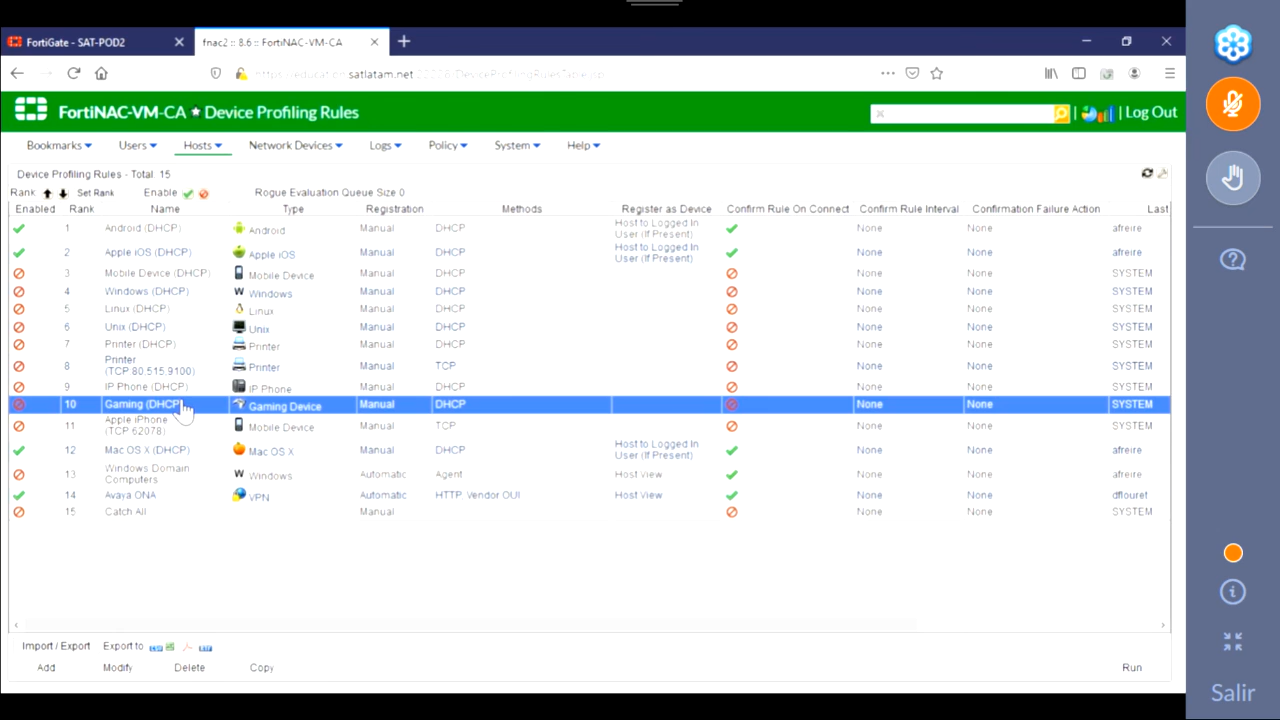 FortiGate - SAT-POD2
fnac2 :: 8.6 :: FortiNAC-VM-CA
satlatam.net
FortiNAC-VM-CA ★ Device Profiling Rules
Log Out
Bookmarks Users Hosts Network Devices Logs Policy System Help
Device Profiling Rules - Total 15
Rank Set Rank Enable Rogue Evaluation Queue Size 0
Enabled Rank Name Type Registration Methods Register as Device Confirm Rule On Connect Confirm Rule Interval Confirmation Failure Action Last
1 Android (DHCP) Android Manual DHCP Host to Logged In User (If Present) None None afreire
2 Apple iOS (DHCP) Apple iOS Manual DHCP Host to Logged In User (If Present) None None afreire
3 Mobile Device (DHCP) Mobile Device Manual DHCP None None SYSTEM
4 Windows (DHCP) Windows Manual DHCP None None SYSTEM
5 Linux (DHCP) Linux Manual DHCP None None SYSTEM
6 Unix (DHCP) Unix Manual DHCP None None SYSTEM
7 Printer (DHCP) Printer Manual DHCP None None SYSTEM
8 Printer (TCP:80.515.9100) Printer Manual TCP None None SYSTEM
9 IP Phone (DHCP) IP Phone Manual DHCP None None SYSTEM
10 Gaming (DHCP) Gaming Device Manual DHCP None None SYSTEM
11 Apple iPhone (TCP 62078) Mobile Device Manual TCP None None SYSTEM
12 Mac OS X (DHCP) Mac OS X Manual DHCP Host to Logged In User (If Present) None None afreire
13 Windows Domain Computers Windows Automatic Agent Host View None None afreire
14 Avaya ONA VPN Automatic HTTP Vendor OUI Host View None None dflouret
15 Catch All Manual None None SYSTEM
Import / Export Export to
Add Modify Delete Copy Run
Salir